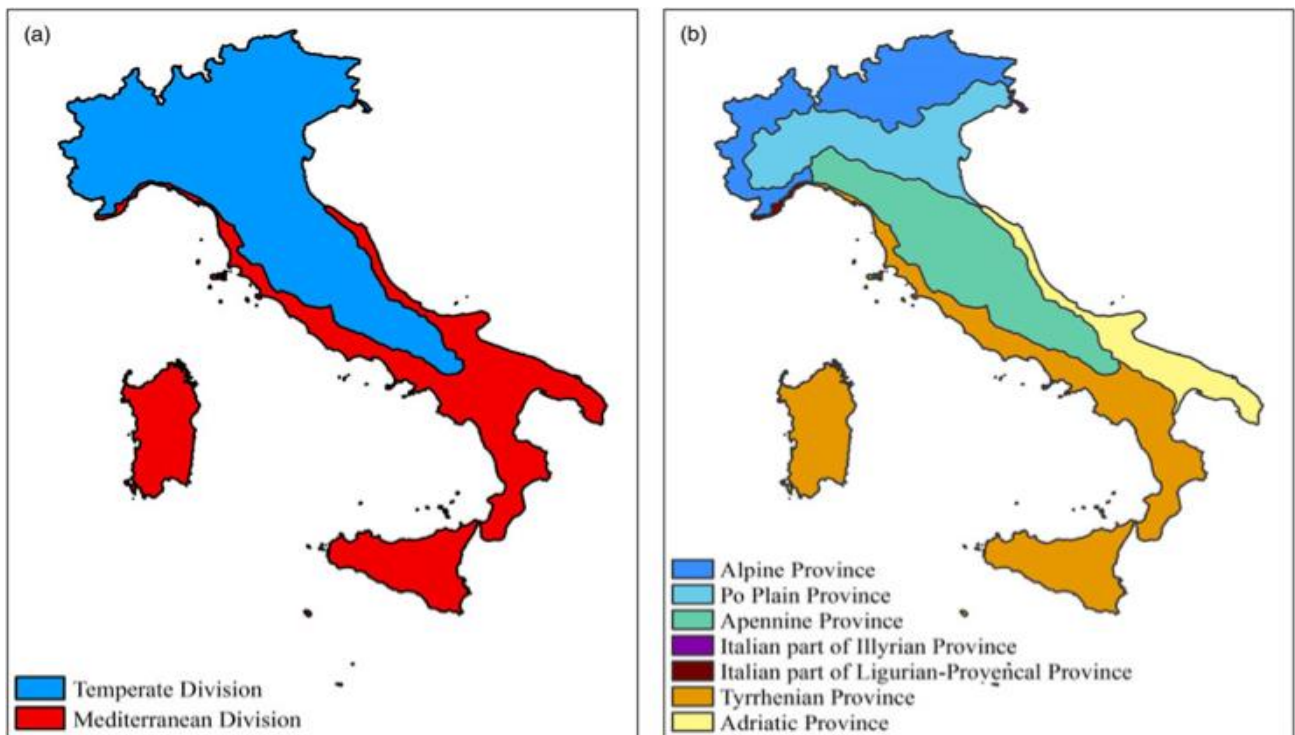 (a)
Temperate Division
Mediterranean Division
(b)
Alpine Province
Po Plain Province
Apennine Province
Italian part of Illyrian Province
Italian part of Ligurian-Provencal Province
Tyrrhenian Province
Adriatic Province